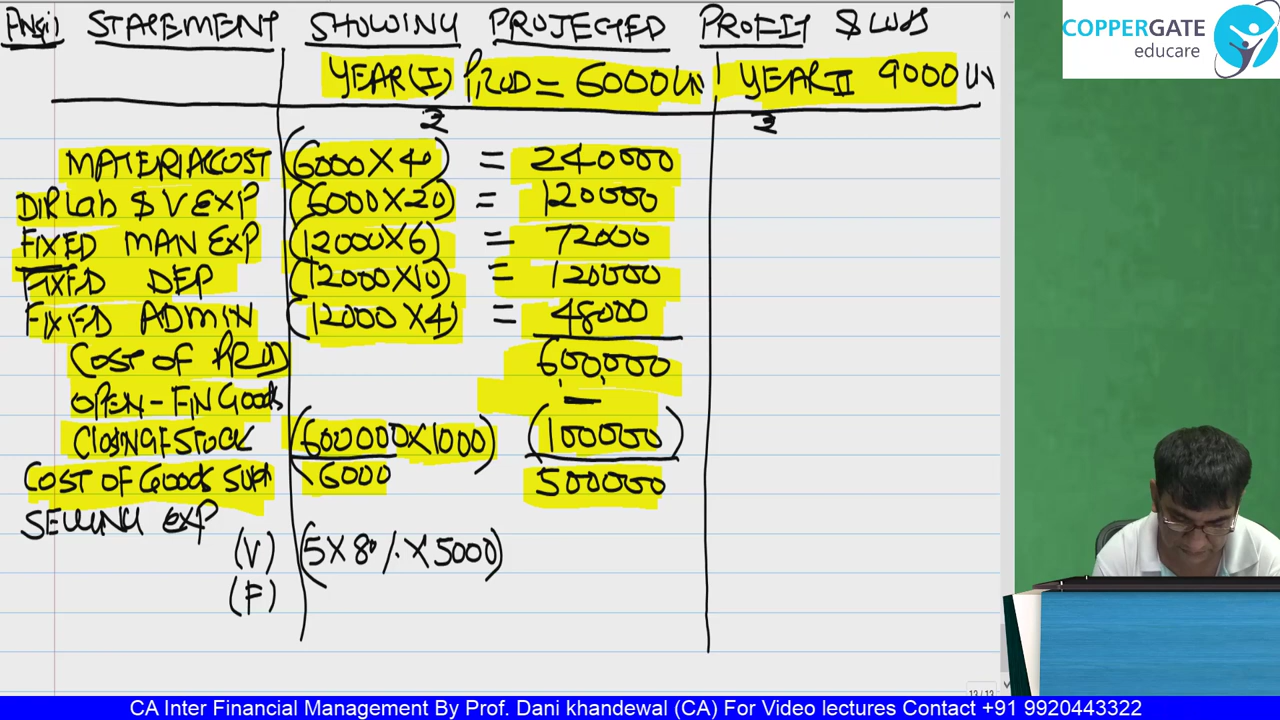 ANS(i) STATEMENT SHOWING PROJECTED PROFIT & LOSS
COPPERGATE
educare
YEAR(I) PROD = 6000 UN
YEAR II 9000 UN
MATERIAL COST (6000 X 40) = 240000
DIR Lab & V EXP (6000 X 20) = 120000
FIXED MAN EXP (12000 X 6) = 72000
FIXED DEP (12000 X 10) = 120000
FIXED ADMIN (12000 X 4) = 48000
COST OF PROD 600,000
OPEN - FIN Goods —
CLOSING F STOCK (600000 X 1000) (100000)
6000
COST OF Goods 500000
SELLING EXP
(V) (5 X 80 % X 5000)
(F)
13 / 13
CA Inter Financial Management By Prof. Dani khandewal (CA) For Video lectures Contact +91 9920443322